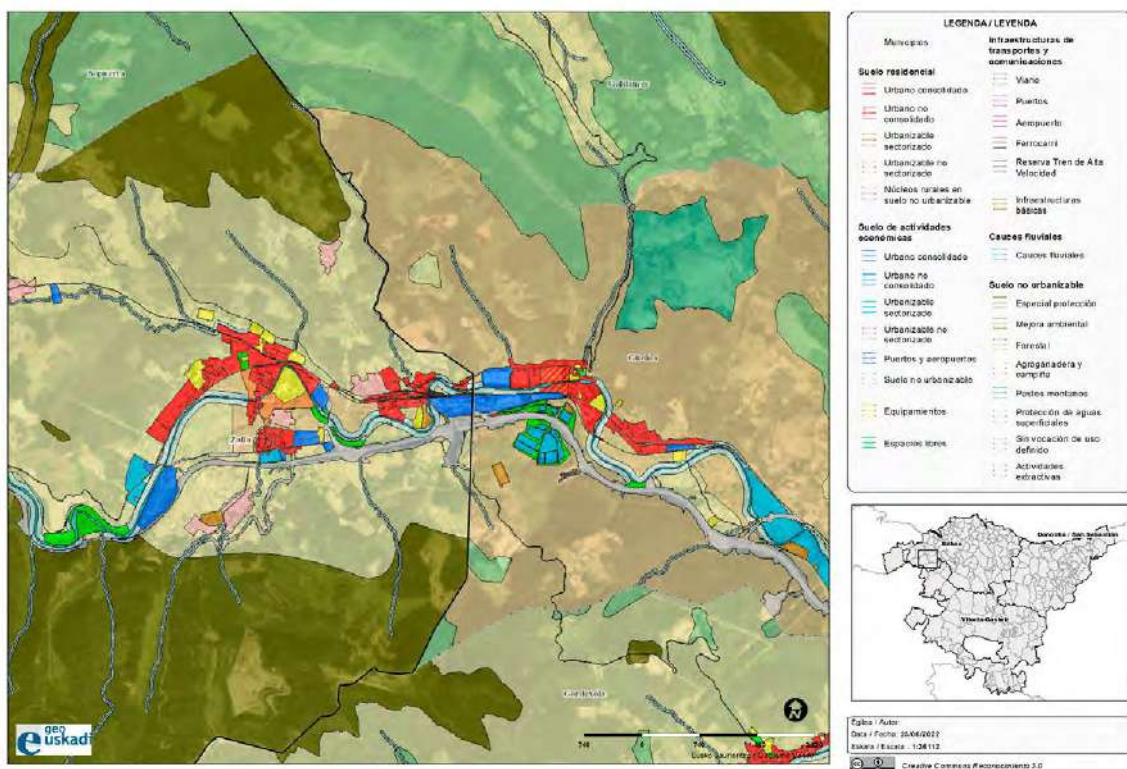 Sopuerta
Galdames
Zalla
Güeñes
Gordexola
geo
euskadi
N
LEGENDA / LEYENDA
Municipios
Suelo residencial
Urbano consolidado
Urbano no
consolidado
Urbanizable
sectorizado
Urbanizable no
sectorizado
Núcleos rurales en
suelo no urbanizable
Suelo de actividades
económicas
Urbano consolidado
Urbano no
consolidado
Urbanizable
sectorizado
Urbanizable no
sectorizado
Puertos y aeropuertos
Suelo no urbanizable
Equipamientos
Espacios libres
Infraestructuras de
transportes y
comunicaciones
Viario
Puertos
Aeropuerto
Ferrocarril
Reserva Tren de Alta
Velocidad
Infraestructuras
básicas
Cauces fluviales
Cauces fluviales
Suelo no urbanizable
Especial protección
Mejora ambiental
Forestal
Agroganadera y
campiña
Pastos montanos
Protección de aguas
superficiales
Sin vocación de uso
definido
Actividades
extractivas
Bilbao
Donostia / San Sebastián
Vitoria-Gasteiz
Egilea / Autor:
Data / Fecha:
Eskala / Escala : 1:36112
cc
Creative Commons Reconocimiento 3.0